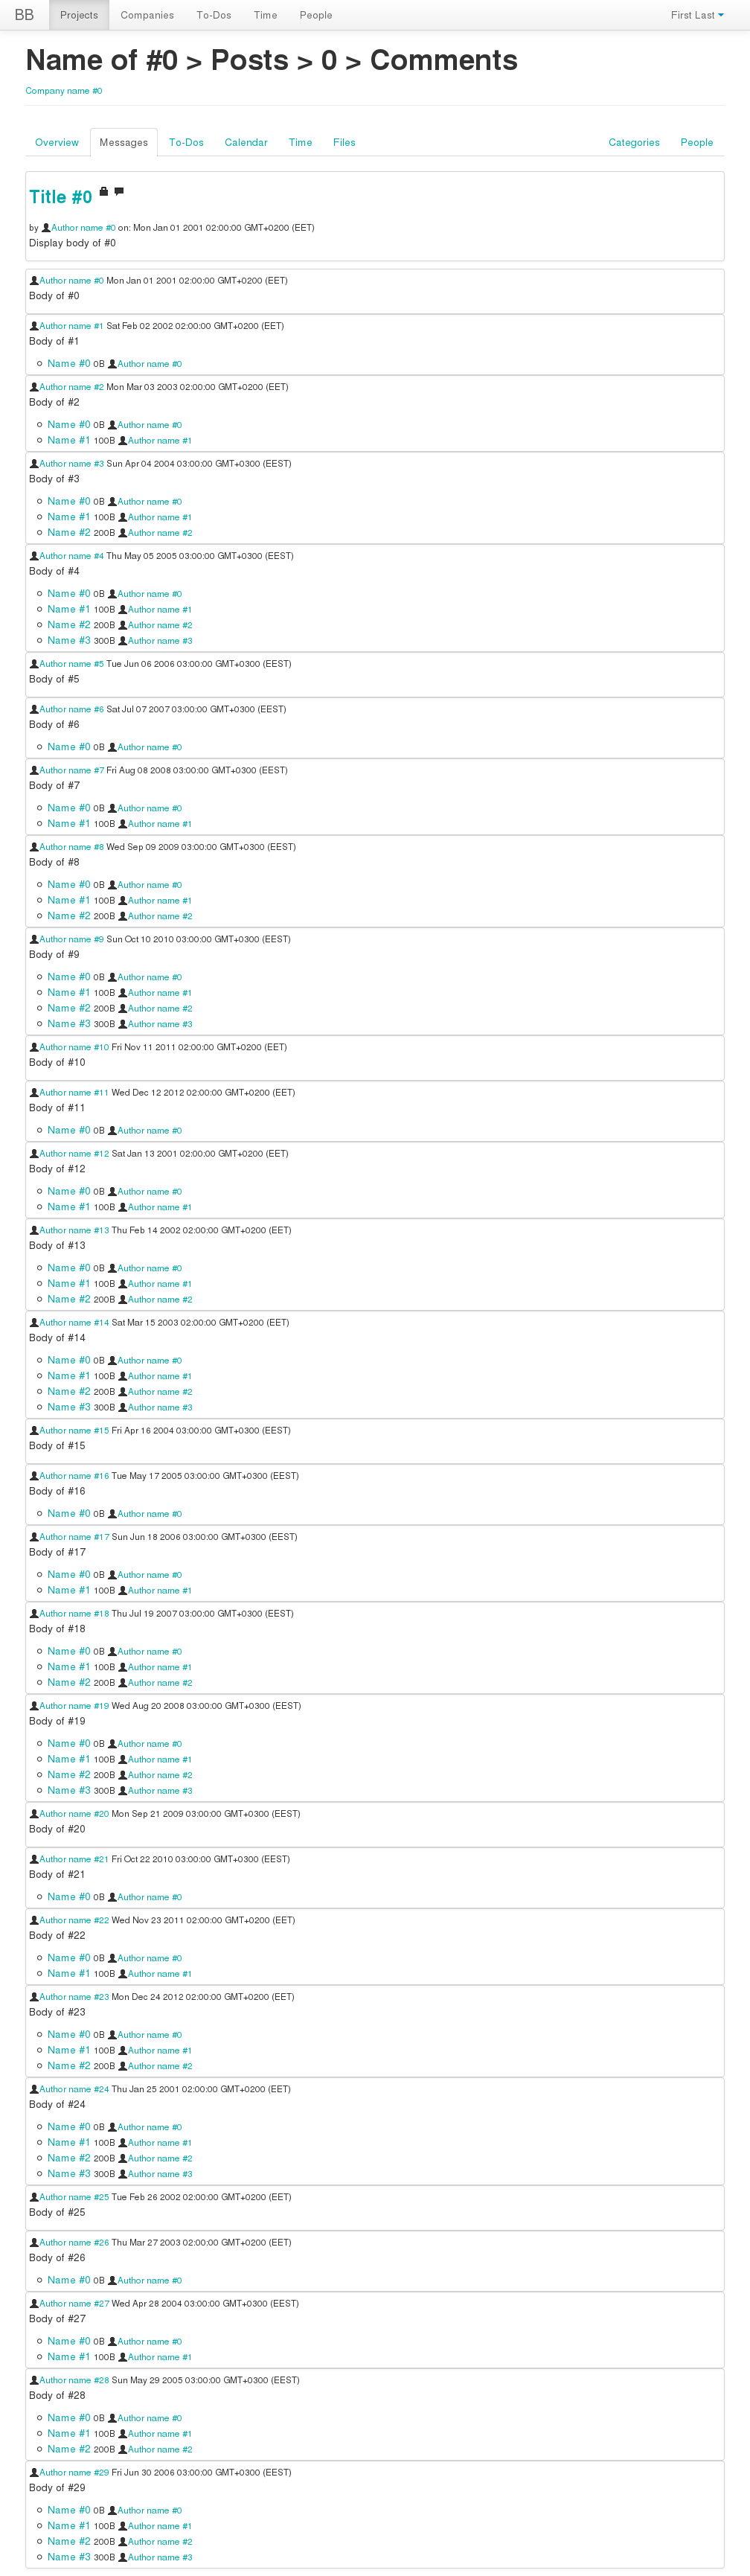 BB Projects Companies To-Dos Time People First Last
Name of #0 > Posts > 0 > Comments
Company name #0
Overview Messages To-Dos Calendar Time Files Categories People
Title #0
by Author name #0 on: Mon Jan 01 2001 02:00:00 GMT+0200 (EET)
Display body of #0
Author name #0 Mon Jan 01 2001 02:00:00 GMT+0200 (EET)
Body of #0
Author name #1 Sat Feb 02 2002 02:00:00 GMT+0200 (EET)
Body of #1
Name #0 0B Author name #0
Author name #2 Mon Mar 03 2003 02:00:00 GMT+0200 (EET)
Body of #2
Name #0 0B Author name #0
Name #1 100B Author name #1
Author name #3 Sun Apr 04 2004 03:00:00 GMT+0300 (EEST)
Body of #3
Name #0 0B Author name #0
Name #1 100B Author name #1
Name #2 200B Author name #2
Author name #4 Thu May 05 2005 03:00:00 GMT+0300 (EEST)
Body of #4
Name #0 0B Author name #0
Name #1 100B Author name #1
Name #2 200B Author name #2
Name #3 300B Author name #3
Author name #5 Tue Jun 06 2006 03:00:00 GMT+0300 (EEST)
Body of #5
Author name #6 Sat Jul 07 2007 03:00:00 GMT+0300 (EEST)
Body of #6
Name #0 0B Author name #0
Author name #7 Fri Aug 08 2008 03:00:00 GMT+0300 (EEST)
Body of #7
Name #0 0B Author name #0
Name #1 100B Author name #1
Author name #8 Wed Sep 09 2009 03:00:00 GMT+0300 (EEST)
Body of #8
Name #0 0B Author name #0
Name #1 100B Author name #1
Name #2 200B Author name #2
Author name #9 Sun Oct 10 2010 03:00:00 GMT+0300 (EEST)
Body of #9
Name #0 0B Author name #0
Name #1 100B Author name #1
Name #2 200B Author name #2
Name #3 300B Author name #3
Author name #10 Fri Nov 11 2011 02:00:00 GMT+0200 (EET)
Body of #10
Author name #11 Wed Dec 12 2012 02:00:00 GMT+0200 (EET)
Body of #11
Name #0 0B Author name #0
Author name #12 Sat Jan 13 2001 02:00:00 GMT+0200 (EET)
Body of #12
Name #0 0B Author name #0
Name #1 100B Author name #1
Author name #13 Thu Feb 14 2002 02:00:00 GMT+0200 (EET)
Body of #13
Name #0 0B Author name #0
Name #1 100B Author name #1
Name #2 200B Author name #2
Author name #14 Sat Mar 15 2003 02:00:00 GMT+0200 (EET)
Body of #14
Name #0 0B Author name #0
Name #1 100B Author name #1
Name #2 200B Author name #2
Name #3 300B Author name #3
Author name #15 Fri Apr 16 2004 03:00:00 GMT+0300 (EEST)
Body of #15
Author name #16 Tue May 17 2005 03:00:00 GMT+0300 (EEST)
Body of #16
Name #0 0B Author name #0
Author name #17 Sun Jun 18 2006 03:00:00 GMT+0300 (EEST)
Body of #17
Name #0 0B Author name #0
Name #1 100B Author name #1
Author name #18 Thu Jul 19 2007 03:00:00 GMT+0300 (EEST)
Body of #18
Name #0 0B Author name #0
Name #1 100B Author name #1
Name #2 200B Author name #2
Author name #19 Wed Aug 20 2008 03:00:00 GMT+0300 (EEST)
Body of #19
Name #0 0B Author name #0
Name #1 100B Author name #1
Name #2 200B Author name #2
Name #3 300B Author name #3
Author name #20 Mon Sep 21 2009 03:00:00 GMT+0300 (EEST)
Body of #20
Author name #21 Fri Oct 22 2010 03:00:00 GMT+0300 (EEST)
Body of #21
Name #0 0B Author name #0
Author name #22 Wed Nov 23 2011 02:00:00 GMT+0200 (EET)
Body of #22
Name #0 0B Author name #0
Name #1 100B Author name #1
Author name #23 Mon Dec 24 2012 02:00:00 GMT+0200 (EET)
Body of #23
Name #0 0B Author name #0
Name #1 100B Author name #1
Name #2 200B Author name #2
Author name #24 Thu Jan 25 2001 02:00:00 GMT+0200 (EET)
Body of #24
Name #0 0B Author name #0
Name #1 100B Author name #1
Name #2 200B Author name #2
Name #3 300B Author name #3
Author name #25 Tue Feb 26 2002 02:00:00 GMT+0200 (EET)
Body of #25
Author name #26 Thu Mar 27 2003 02:00:00 GMT+0200 (EET)
Body of #26
Name #0 0B Author name #0
Author name #27 Wed Apr 28 2004 03:00:00 GMT+0300 (EEST)
Body of #27
Name #0 0B Author name #0
Name #1 100B Author name #1
Author name #28 Sun May 29 2005 03:00:00 GMT+0300 (EEST)
Body of #28
Name #0 0B Author name #0
Name #1 100B Author name #1
Name #2 200B Author name #2
Author name #29 Fri Jun 30 2006 03:00:00 GMT+0300 (EEST)
Body of #29
Name #0 0B Author name #0
Name #1 100B Author name #1
Name #2 200B Author name #2
Name #3 300B Author name #3